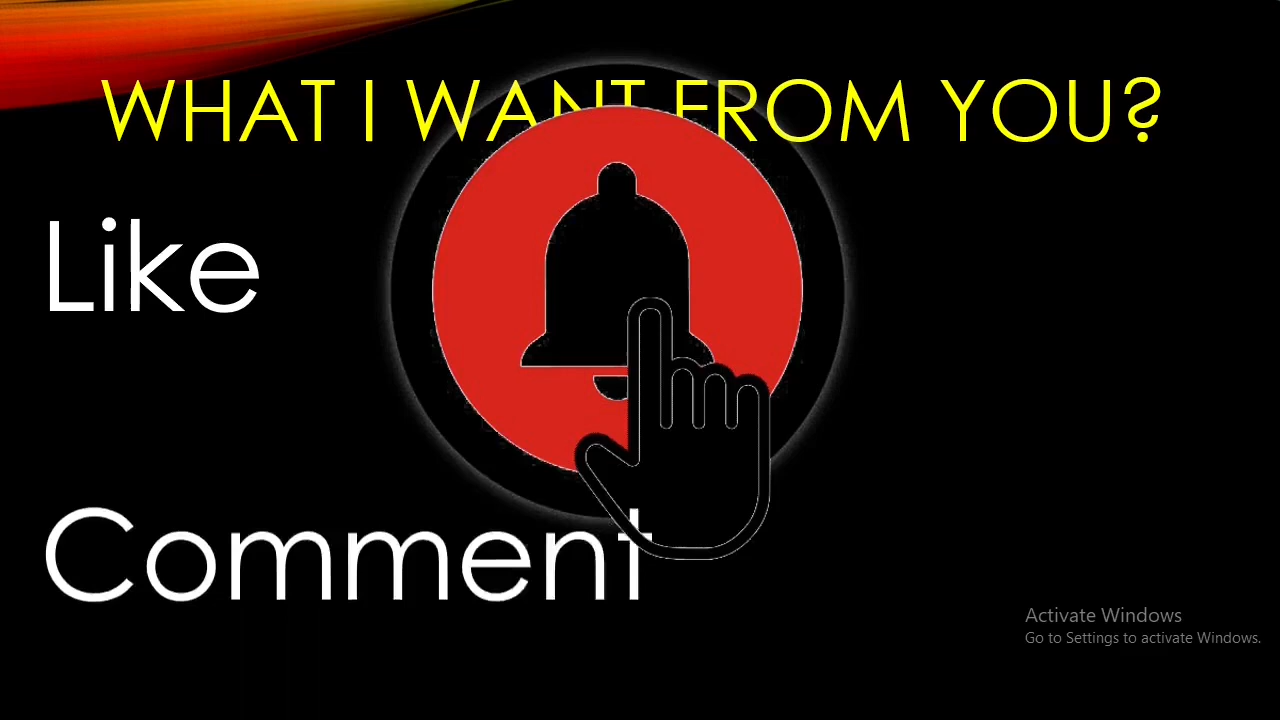 WHAT I WANT FROM YOU?
Like
Comment
Activate Windows
Go to Settings to activate Windows.